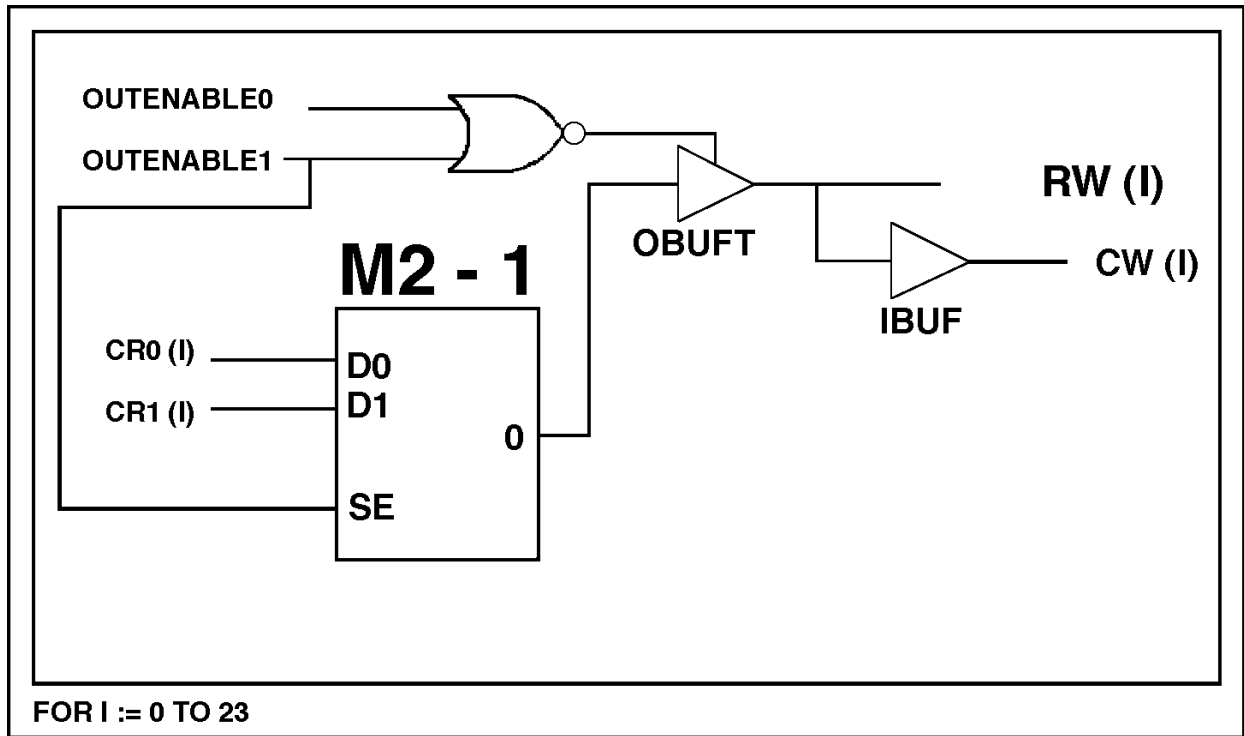 OUTENABLE0
OUTENABLE1
RW (I)
OBUFT
CW (I)
IBUF
M2 - 1
CR0 (I)
D0
CR1 (I)
D1
0
SE
FOR I := 0 TO 23